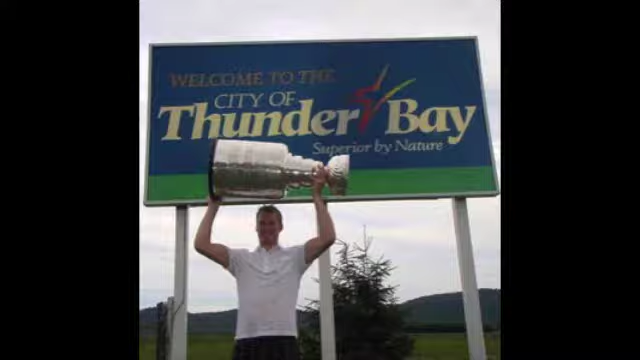 WELCOME TO THE
CITY OF
Thunder Bay
Superior by Nature